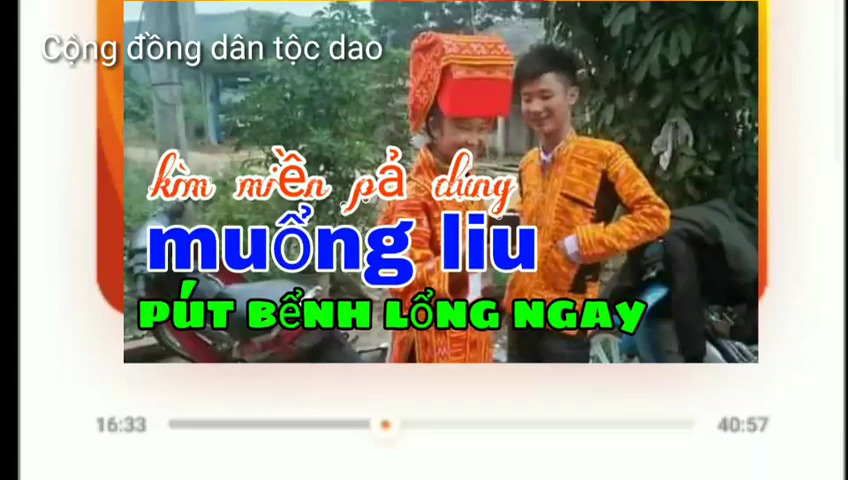 Cộng đồng dân tộc dao
kìm miền pả dung
muổng liu
PÚT BỂNH LỔNG NGAY
16:33
40:57